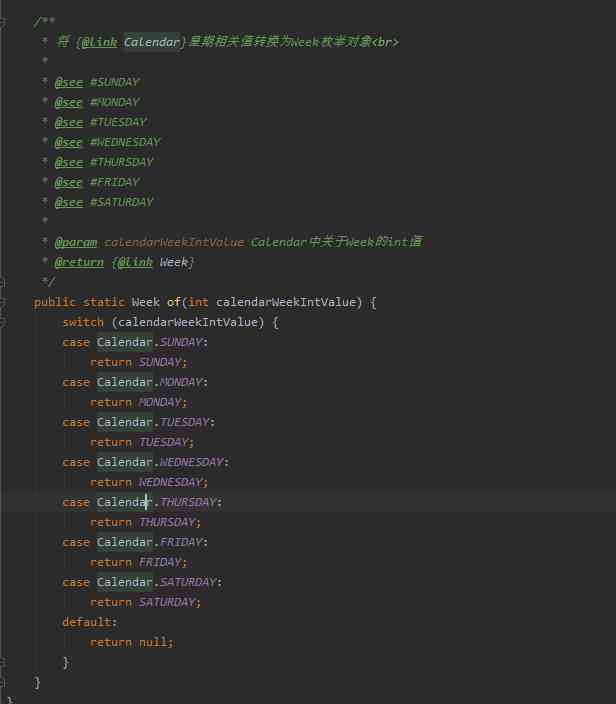 /**
 * 将 {@link Calendar}星期相关值转换为Week枚举对象<br>
 *
 * @see #SUNDAY
 * @see #MONDAY
 * @see #TUESDAY
 * @see #WEDNESDAY
 * @see #THURSDAY
 * @see #FRIDAY
 * @see #SATURDAY
 *
 * @param calendarWeekIntValue Calendar中关于Week的int值
 * @return {@link Week}
 */
public static Week of(int calendarWeekIntValue) {
    switch (calendarWeekIntValue) {
    case Calendar.SUNDAY:
        return SUNDAY;
    case Calendar.MONDAY:
        return MONDAY;
    case Calendar.TUESDAY:
        return TUESDAY;
    case Calendar.WEDNESDAY:
        return WEDNESDAY;
    case Calendar.THURSDAY:
        return THURSDAY;
    case Calendar.FRIDAY:
        return FRIDAY;
    case Calendar.SATURDAY:
        return SATURDAY;
    default:
        return null;
    }
}
}